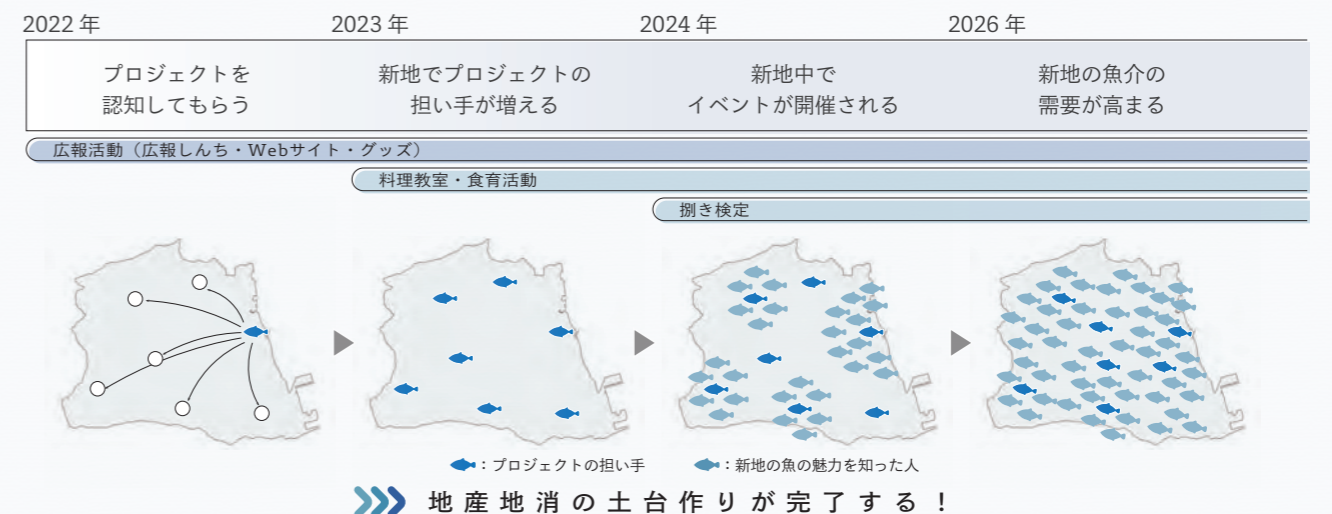 2022 年
2023 年
2024 年
2026 年
プロジェクトを
認知してもらう
新地でプロジェクトの
担い手が増える
新地中で
イベントが開催される
新地の魚介の
需要が高まる
広報活動（広報しんち・Webサイト・グッズ）
料理教室・食育活動
捌き検定
：プロジェクトの担い手
：新地の魚の魅力を知った人
地産地消の土台作りが完了する！